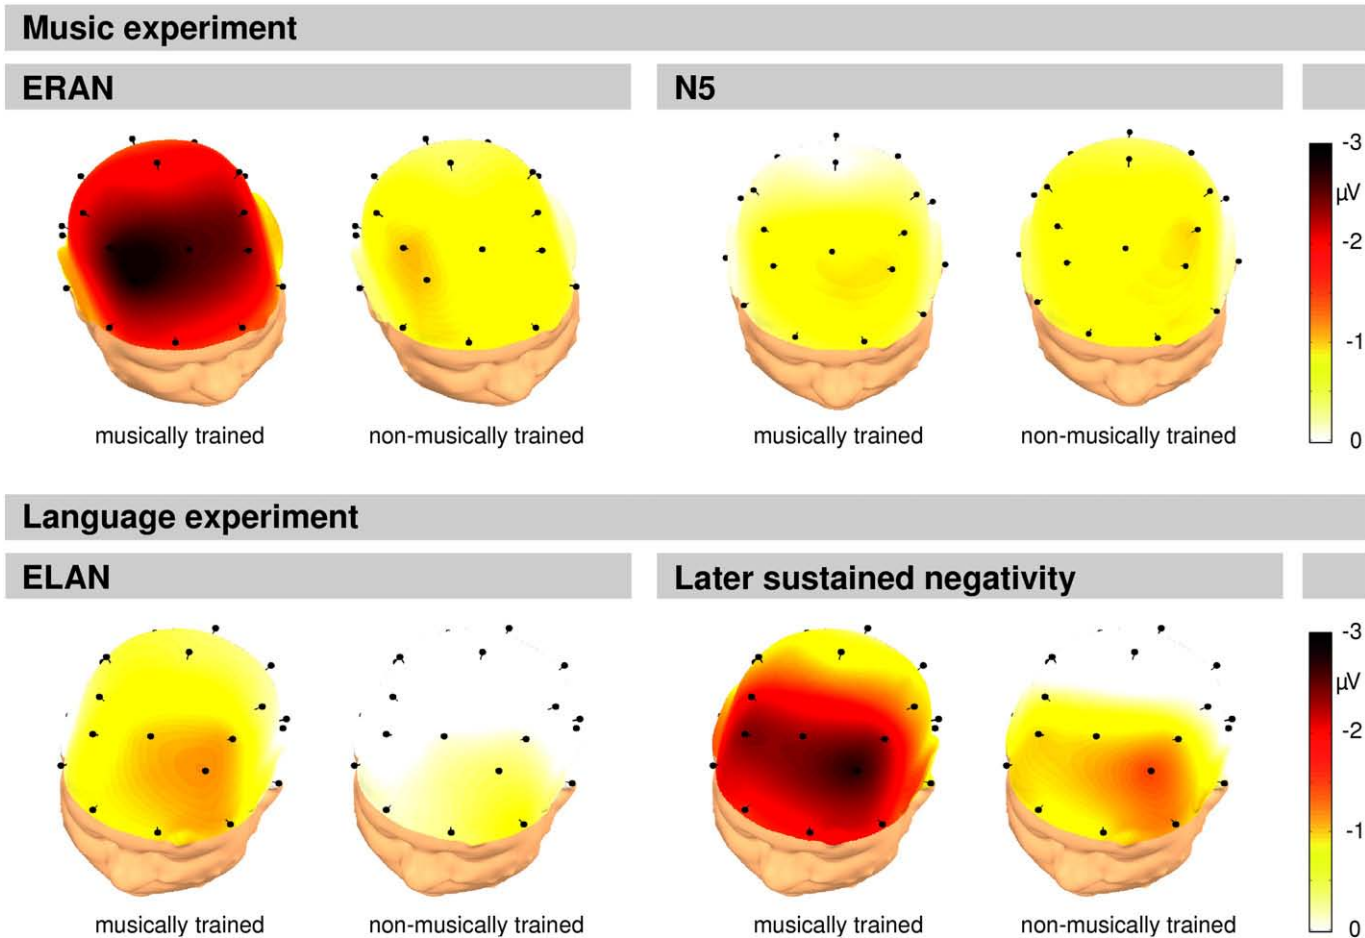 Music experiment
ERAN N5
-3
µV
-2
-1
0
musically trained non-musically trained musically trained non-musically trained
Language experiment
ELAN Later sustained negativity
-3
µV
-2
-1
0
musically trained non-musically trained musically trained non-musically trained